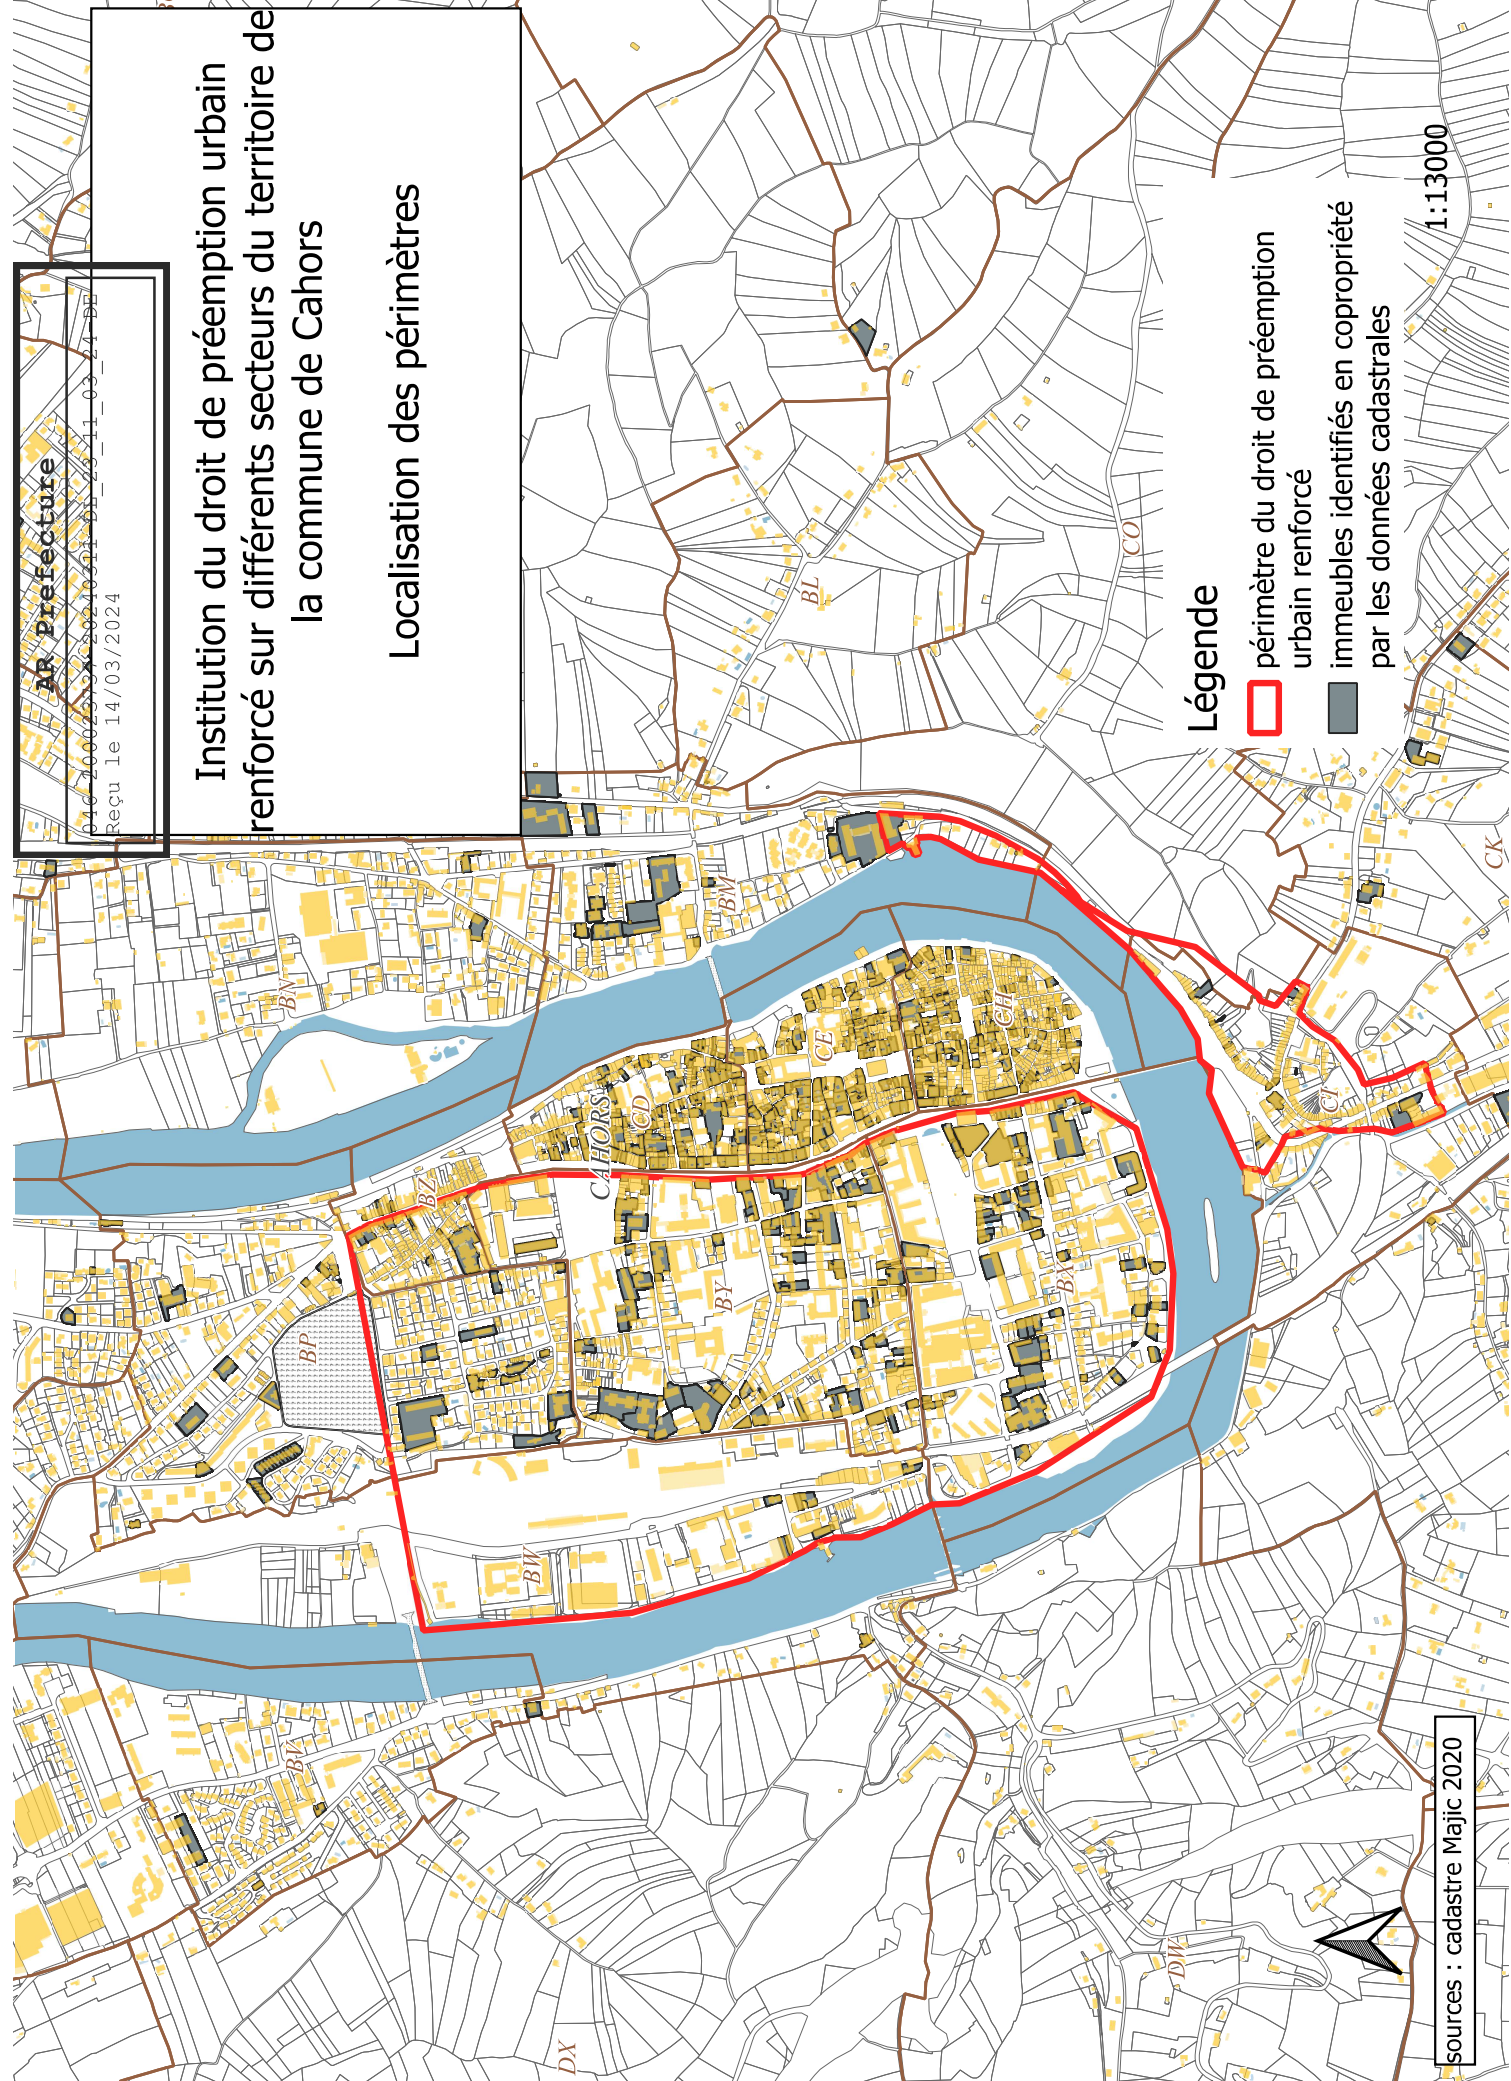 AR Prefecture
Reçu le 14/03/2024
Institution du droit de préemption urbain
renforcé sur différents secteurs du territoire de
la commune de Cahors
Localisation des périmètres
Légende
périmètre du droit de préemption
urbain renforcé
immeubles identifiés en copropriété
par les données cadastrales
1:13000
sources : cadastre Majic 2020
CAHORS
BN
BM
BL
CO
CK
CI
CH
CE
CD
BZ
BY
BX
BP
BW
BV
DX
DW